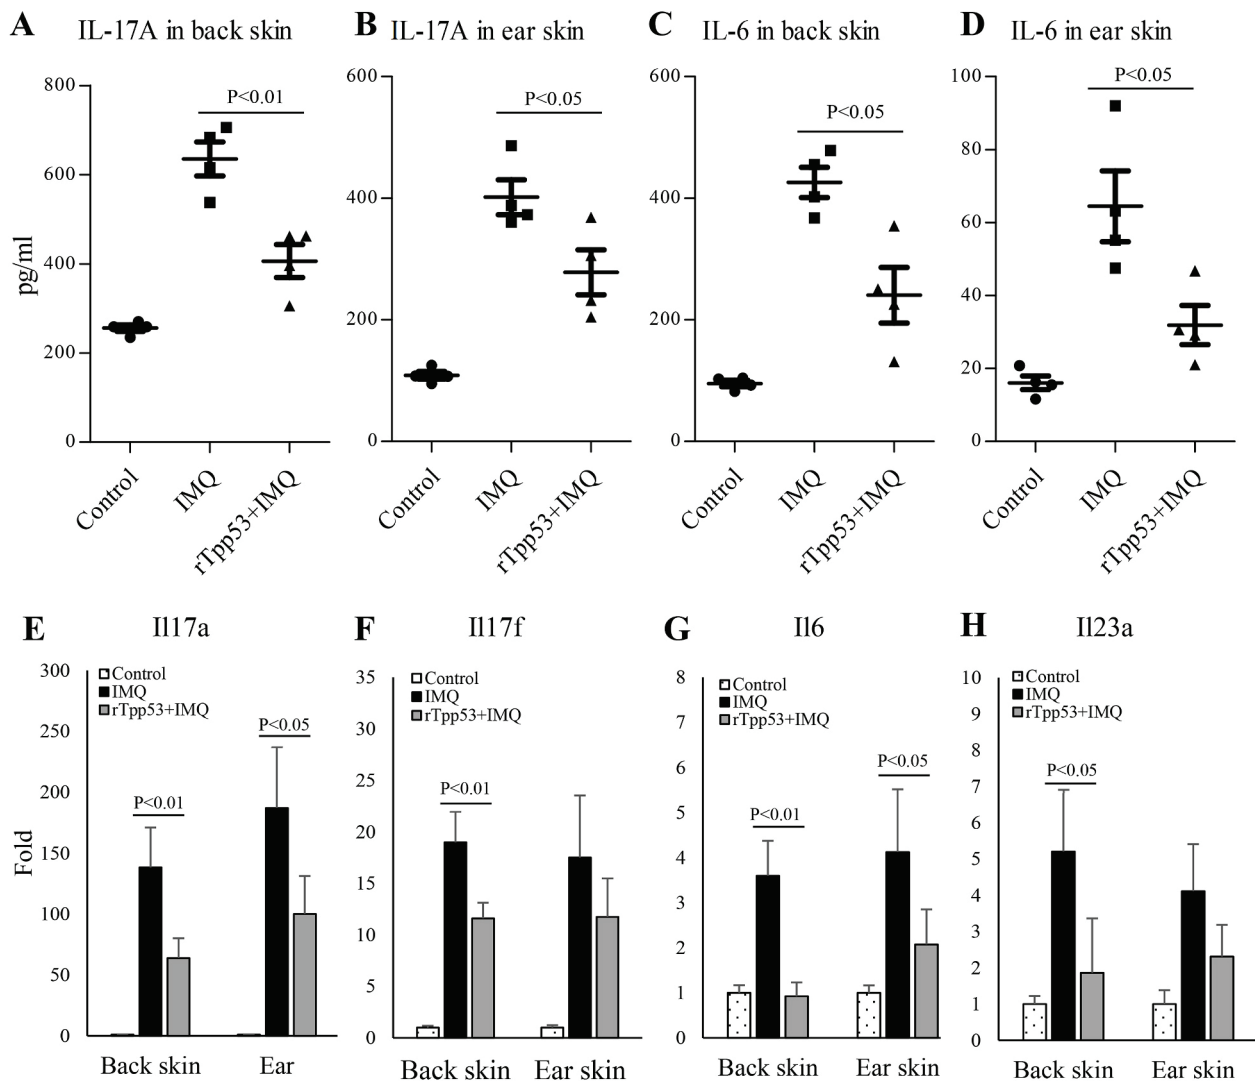 A IL-17A in back skin
B IL-17A in ear skin
C IL-6 in back skin
D IL-6 in ear skin
pg/ml
800
600
400
200
0
P<0.01
Control
IMQ
rTpp53+IMQ
600
400
200
0
P<0.05
Control
IMQ
rTpp53+IMQ
600
400
200
0
P<0.05
Control
IMQ
rTpp53+IMQ
100
80
60
40
20
0
P<0.05
Control
IMQ
rTpp53+IMQ
E Il17a
Fold
300
250
200
150
100
50
0
Control
IMQ
rTpp53+IMQ
P<0.01
P<0.05
Back skin
Ear
F Il17f
35
30
25
20
15
10
5
0
Control
IMQ
rTpp53+IMQ
P<0.01
Back skin
Ear skin
G Il6
8
7
6
5
4
3
2
1
0
Control
IMQ
rTpp53+IMQ
P<0.01
P<0.05
Back skin
Ear skin
H Il23a
10
9
8
7
6
5
4
3
2
1
0
Control
IMQ
rTpp53+IMQ
P<0.05
Back skin
Ear skin